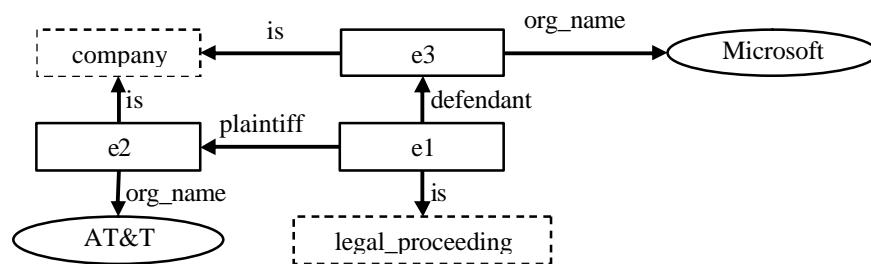 is
org_name
company
e3
Microsoft
is
defendant
plaintiff
e2
e1
org_name
is
AT&T
legal_proceeding